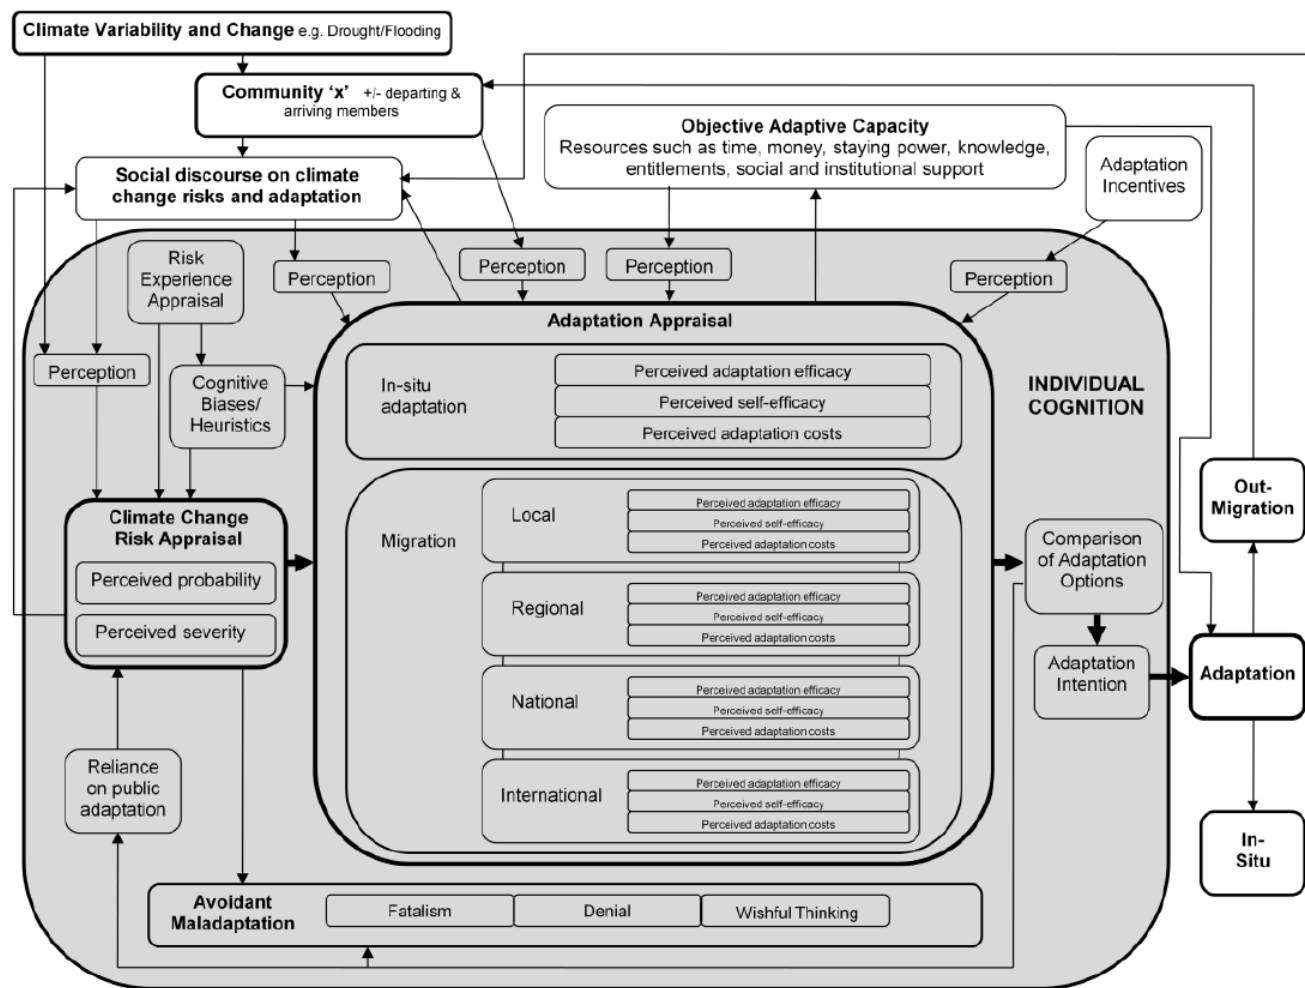 Climate Variability and Change e.g. Drought/Flooding
Community ‘x’ +/- departing &
arriving members
Objective Adaptive Capacity
Resources such as time, money, staying power, knowledge,
entitlements, social and institutional support
Adaptation
Incentives
Social discourse on climate
change risks and adaptation
Risk
Experience
Appraisal
Perception
Perception
Perception
Perception
Perception
Cognitive
Biases/
Heuristics
Adaptation Appraisal
In-situ
adaptation
Perceived adaptation efficacy
Perceived self-efficacy
Perceived adaptation costs
INDIVIDUAL
COGNITION
Climate Change
Risk Appraisal
Perceived probability
Perceived severity
Migration
Local
Perceived adaptation efficacy
Perceived self-efficacy
Perceived adaptation costs
Regional
Perceived adaptation efficacy
Perceived self-efficacy
Perceived adaptation costs
National
Perceived adaptation efficacy
Perceived self-efficacy
Perceived adaptation costs
International
Perceived adaptation efficacy
Perceived self-efficacy
Perceived adaptation costs
Comparison
of Adaptation
Options
Adaptation
Intention
Out-
Migration
Adaptation
In-
Situ
Reliance
on public
adaptation
Avoidant
Maladaptation
Fatalism
Denial
Wishful Thinking